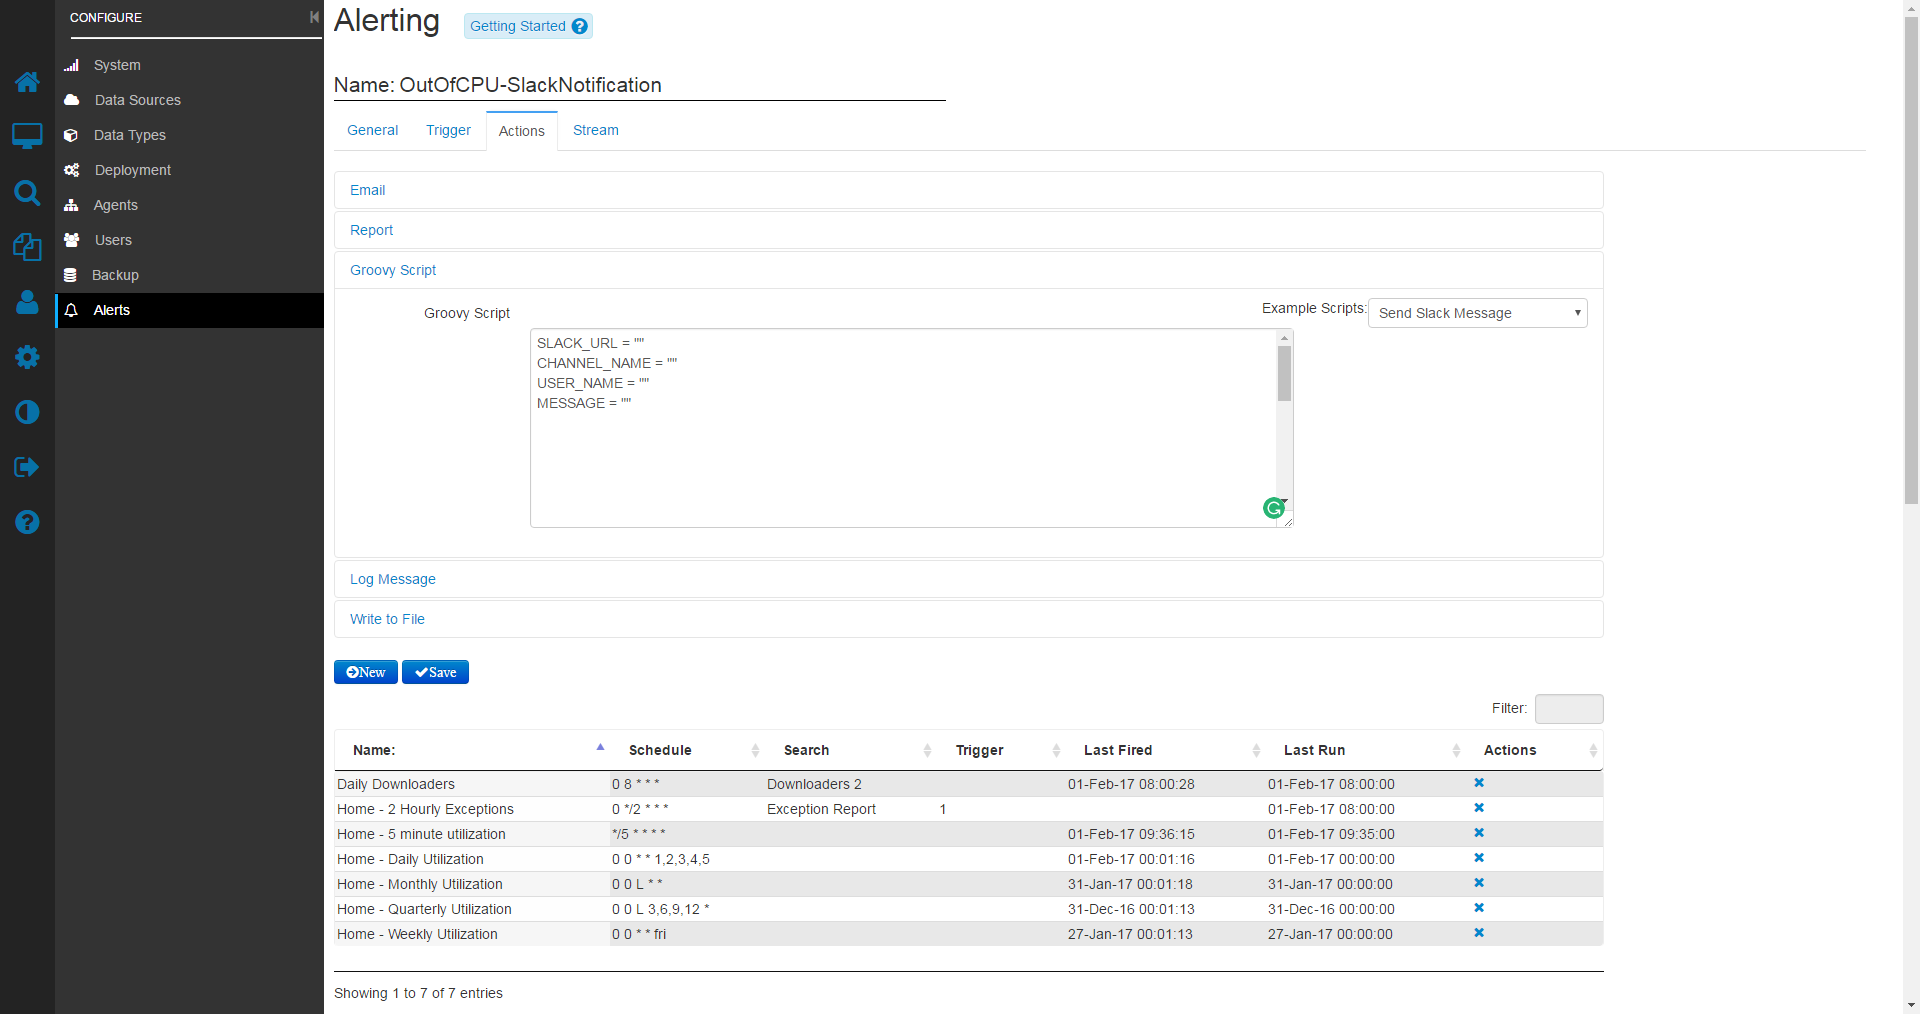 CONFIGURE
System
Data Sources
Data Types
Deployment
Agents
Users
Backup
Alerts
Alerting
Getting Started ?
Name: OutOfCPU-SlackNotification
General Trigger Actions Stream
Email
Report
Groovy Script
Groovy Script
Example Scripts: Send Slack Message
SLACK_URL = ""
CHANNEL_NAME = ""
USER_NAME = ""
MESSAGE = ""
Log Message
Write to File
New Save
Filter:
Name: Schedule Search Trigger Last Fired Last Run Actions
Daily Downloaders 0 8 * * * Downloaders 2 01-Feb-17 08:00:28 01-Feb-17 08:00:00
Home - 2 Hourly Exceptions 0 */2 * * * Exception Report 1 01-Feb-17 08:00:00
Home - 5 minute utilization */5 * * * * 01-Feb-17 09:36:15 01-Feb-17 09:35:00
Home - Daily Utilization 0 0 * * 1,2,3,4,5 01-Feb-17 00:01:16 01-Feb-17 00:00:00
Home - Monthly Utilization 0 0 L * * 31-Jan-17 00:01:18 31-Jan-17 00:00:00
Home - Quarterly Utilization 0 0 L 3,6,9,12 * 31-Dec-16 00:01:13 31-Dec-16 00:00:00
Home - Weekly Utilization 0 0 * * fri 27-Jan-17 00:01:13 27-Jan-17 00:00:00
Showing 1 to 7 of 7 entries